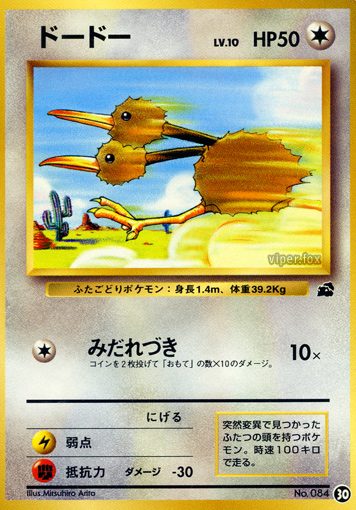 ドードー LV.10 HP50
viper.fox
ふたごどりポケモン：身長1.4m、体重39.2Kg
みだれづき 10×
コインを2枚投げて「おもて」の数×10のダメージ。
にげる
弱点
抵抗力 ダメージ -30
突然変異で見つかった
ふたつの頭を持つポケ
モン。時速100キロ
で走る。
Illus.Mitsuhiro Arita No.084 30